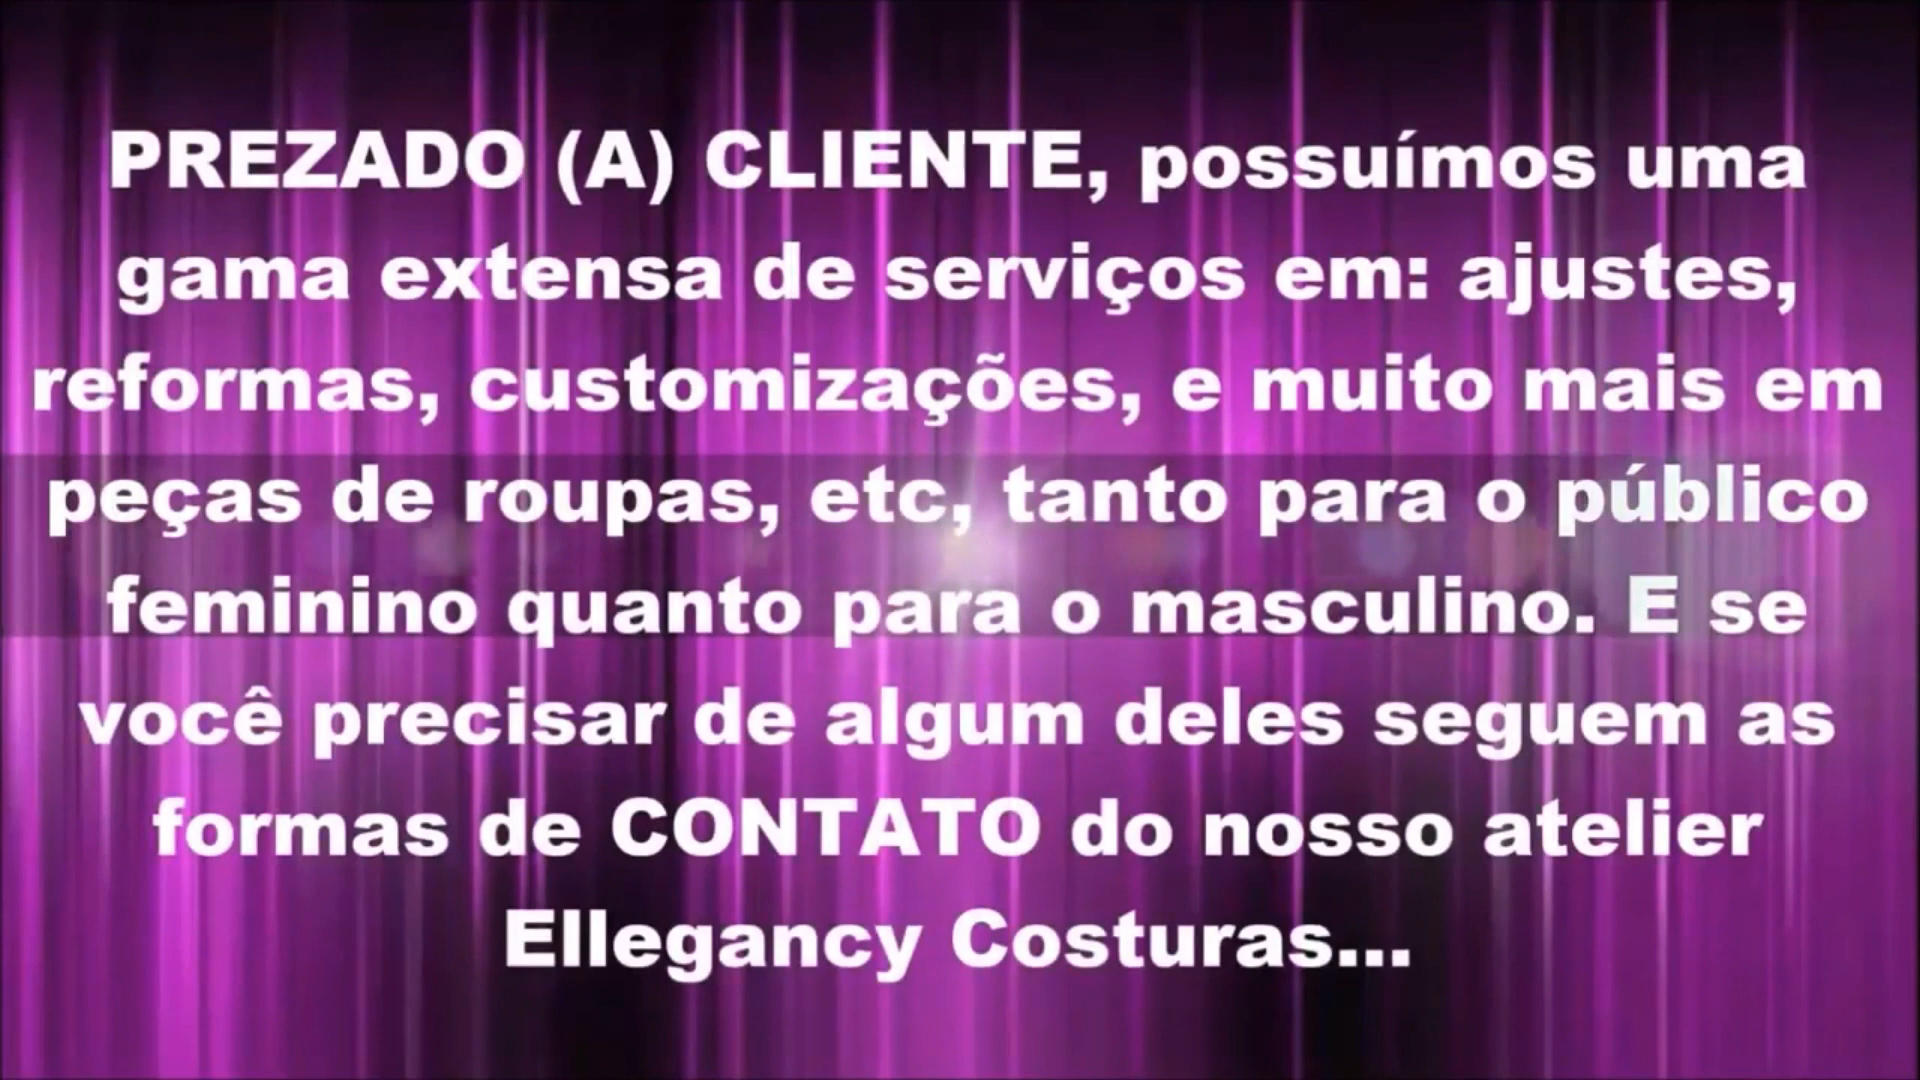 PREZADO (A) CLIENTE, possuímos uma
gama extensa de serviços em: ajustes,
reformas, customizações, e muito mais em
peças de roupas, etc, tanto para o público
feminino quanto para o masculino. E se
você precisar de algum deles seguem as
formas de CONTATO do nosso atelier
Ellegancy Costuras...